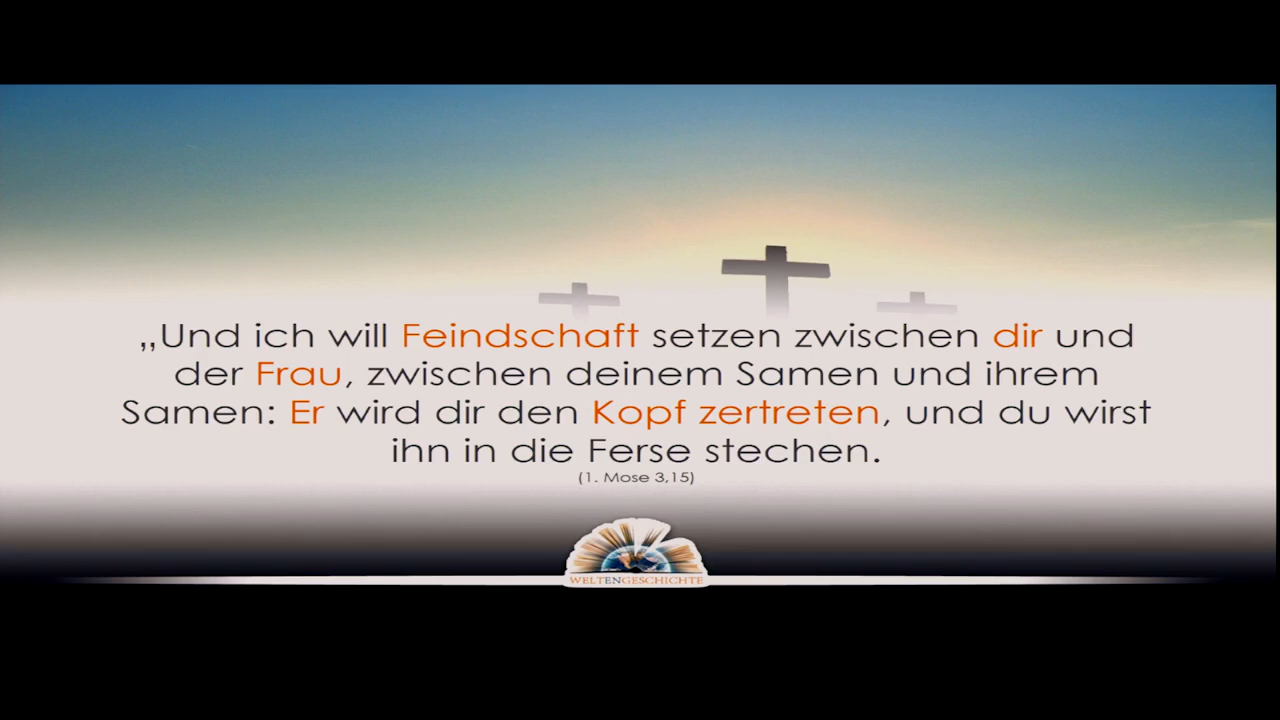 „Und ich will Feindschaft setzen zwischen dir und
der Frau, zwischen deinem Samen und ihrem
Samen: Er wird dir den Kopf zertreten, und du wirst
ihn in die Ferse stechen.
(1. Mose 3,15)
WELTENGESCHICHTE